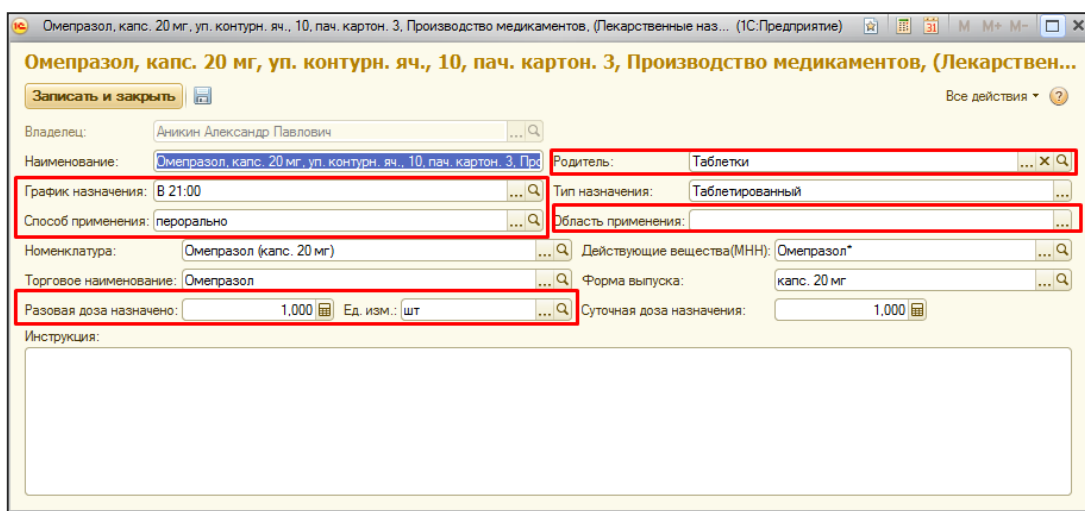 Омепразол, капс. 20 мг, уп. контурн. яч., 10, пач. картон. 3, Производство медикаментов, (Лекарственные наз... (1С:Предприятие) 31 M M+ M-
Омепразол, капс. 20 мг, уп. контурн. яч., 10, пач. картон. 3, Производство медикаментов, (Лекарствен...
Записать и закрыть Все действия ?
Владелец: Аникин Александр Павлович ...
Наименование: Омепразол, капс. 20 мг, уп. контурн. яч., 10, пач. картон. 3, Про Родитель: Таблетки ... x
График назначения: В 21:00 ... Тип назначения: Таблетированный ...
Способ применения: перорально ... Область применения: ...
Номенклатура: Омепразол (капс. 20 мг) ... Действующие вещества(МНН): Омепразол* ...
Торговое наименование: Омепразол ... Форма выпуска: капс. 20 мг ...
Разовая доза назначено: 1,000 Ед. изм.: шт ... Суточная доза назначения: 1,000
Инструкция: